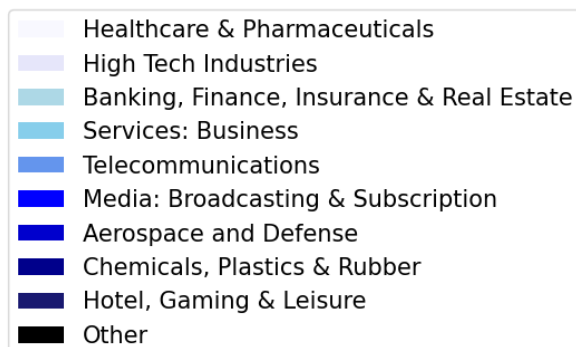 Healthcare & Pharmaceuticals
High Tech Industries
Banking, Finance, Insurance & Real Estate
Services: Business
Telecommunications
Media: Broadcasting & Subscription
Aerospace and Defense
Chemicals, Plastics & Rubber
Hotel, Gaming & Leisure
Other